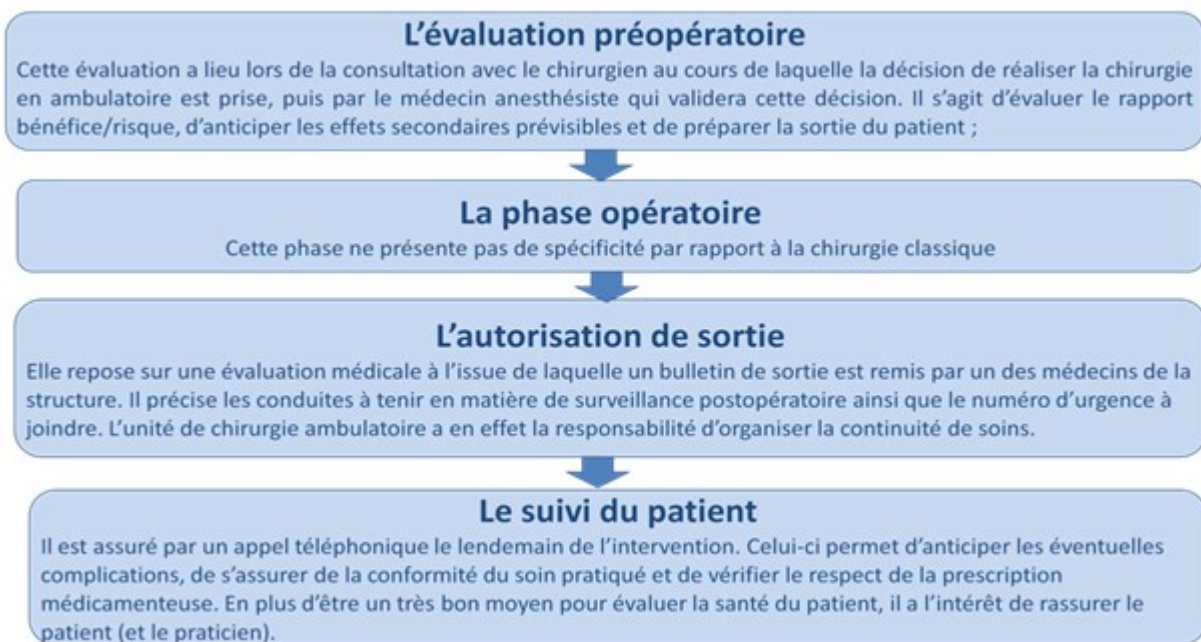 L’évaluation préopératoire
Cette évaluation a lieu lors de la consultation avec le chirurgien au cours de laquelle la décision de réaliser la chirurgie
en ambulatoire est prise, puis par le médecin anesthésiste qui validera cette décision. Il s’agit d’évaluer le rapport
bénéfice/risque, d’anticiper les effets secondaires prévisibles et de préparer la sortie du patient ;
La phase opératoire
Cette phase ne présente pas de spécificité par rapport à la chirurgie classique
L’autorisation de sortie
Elle repose sur une évaluation médicale à l’issue de laquelle un bulletin de sortie est remis par un des médecins de la
structure. Il précise les conduites à tenir en matière de surveillance postopératoire ainsi que le numéro d’urgence à
joindre. L’unité de chirurgie ambulatoire a en effet la responsabilité d’organiser la continuité de soins.
Le suivi du patient
Il est assuré par un appel téléphonique le lendemain de l’intervention. Celui-ci permet d’anticiper les éventuelles
complications, de s’assurer de la conformité du soin pratiqué et de vérifier le respect de la prescription
médicamenteuse. En plus d’être un très bon moyen pour évaluer la santé du patient, il a l’intérêt de rassurer le
patient (et le praticien).